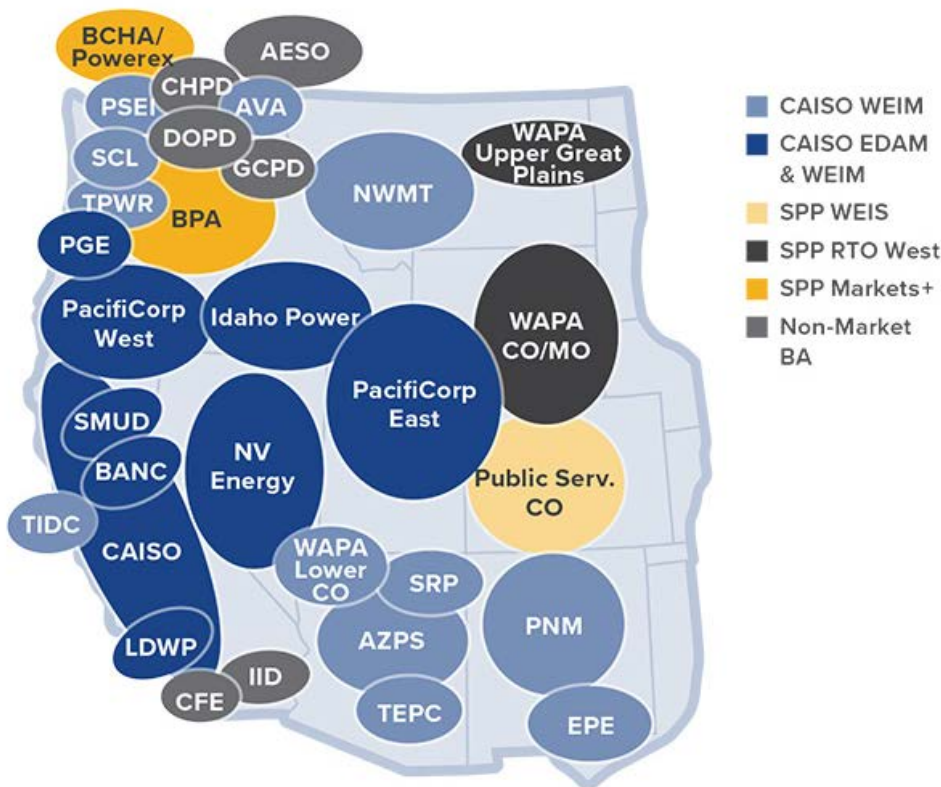 BCHA/
Powerex
AESO
CHPD
PSEI
AVA
DOPD
WAPA
Upper Great
Plains
SCL
GCPD
NWMT
TPWR
BPA
PGE
PacifiCorp
West
Idaho Power
WAPA
CO/MO
PacifiCorp
East
SMUD
NV
Energy
BANC
Public Serv.
CO
TIDC
CAISO
WAPA
Lower
CO
SRP
PNM
AZPS
LDWP
IID
CFE
TEPC
EPE
CAISO WEIM
CAISO EDAM
& WEIM
SPP WEIS
SPP RTO West
SPP Markets+
Non-Market
BA